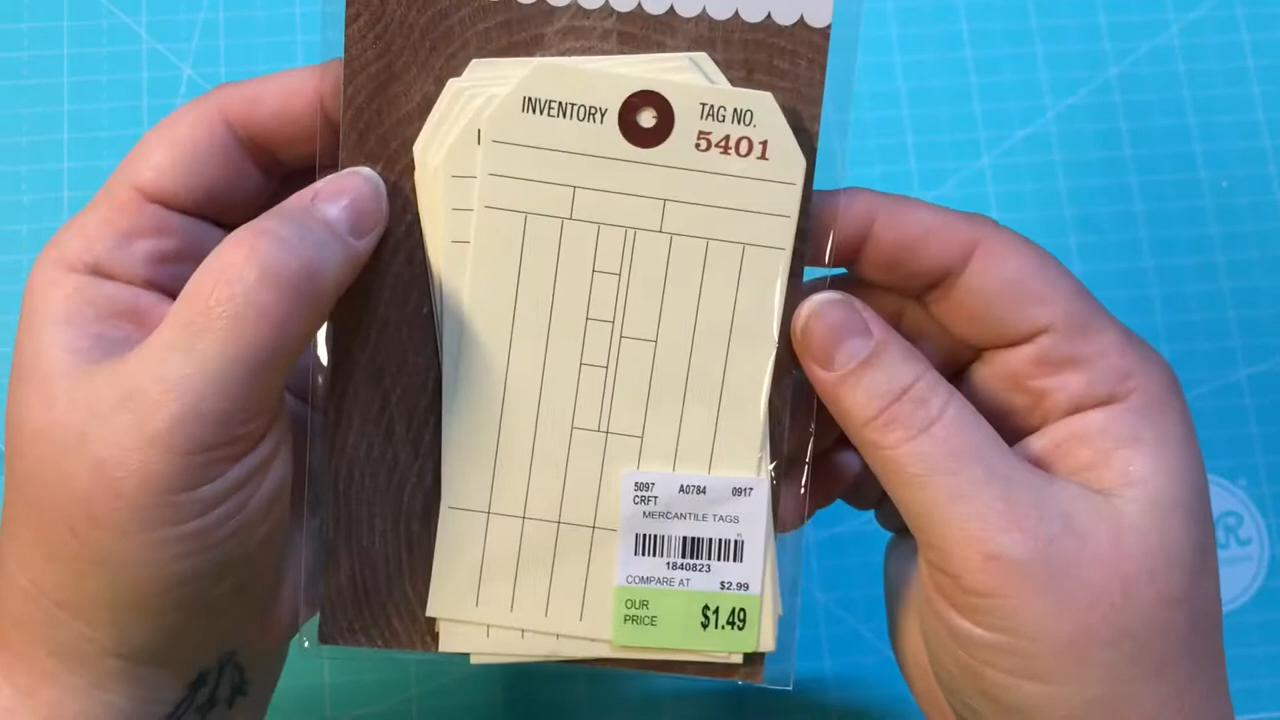 INVENTORY
TAG NO.
5401
5097 A0784 0917
CRFT
MERCANTILE TAGS
1840823
COMPARE AT $2.99
OUR
PRICE $1.49
R